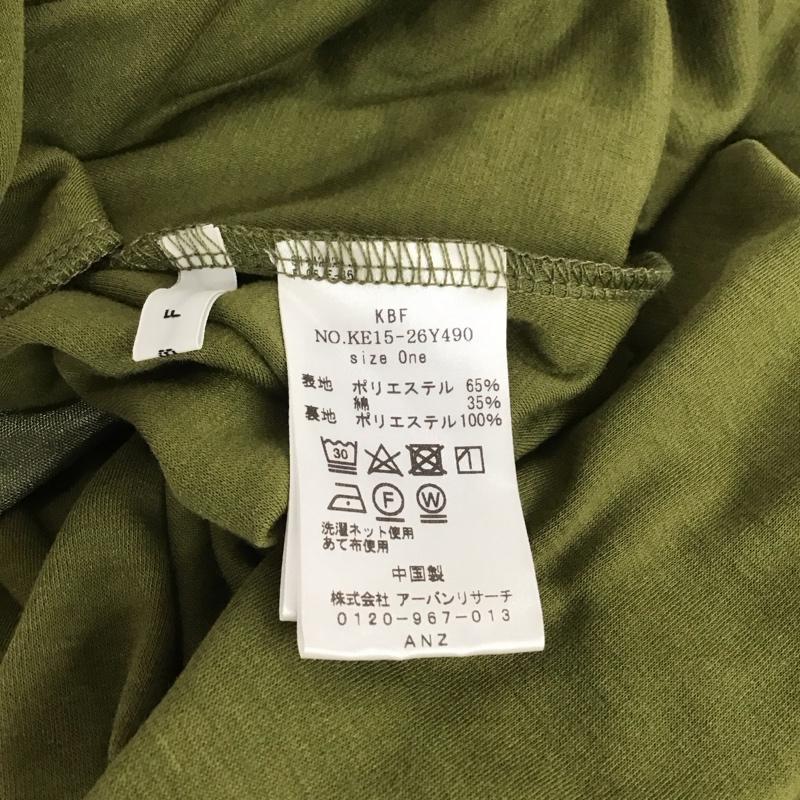 F
KBF
NO.KE15-26Y490
size One
表地 ポリエステル 65%
綿 35%
裏地 ポリエステル 100%
30
F W
洗濯ネット使用
あて布使用
中国製
株式会社 アーバンリサーチ
0120-967-013
ANZ